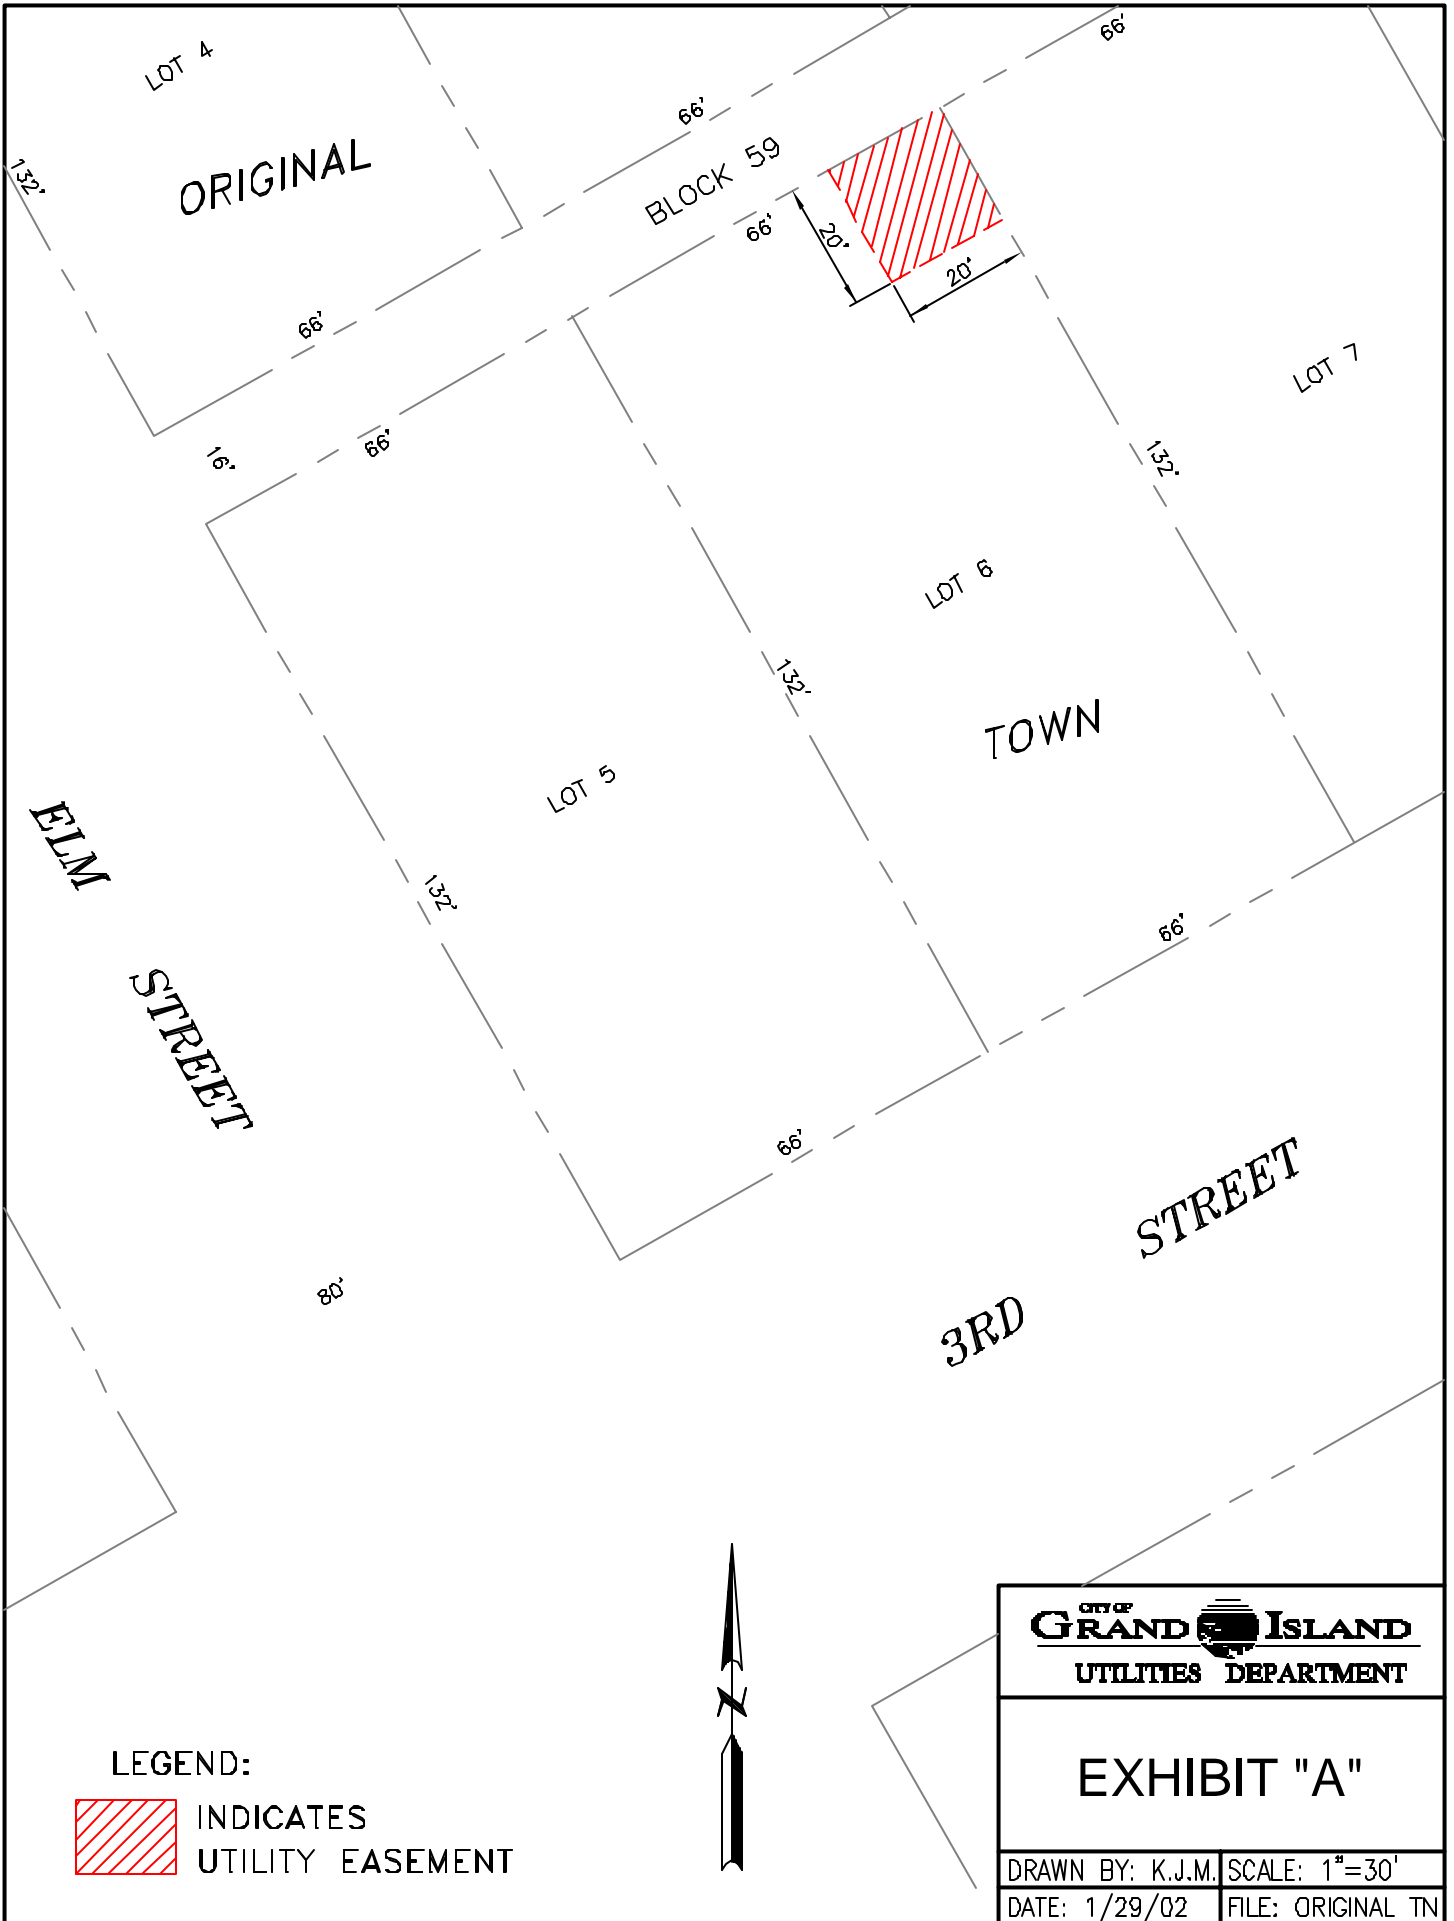 LOT 4
66'
66'
132'
ORIGINAL
BLOCK 59
66'
20'
20'
66'
LOT 7
16'
66'
132'
LOT 6
132'
TOWN
LOT 5
ELM
132'
66'
STREET
66'
STREET
80'
3RD
CITY OF
GRAND ISLAND
UTILITIES DEPARTMENT
N
LEGEND:
EXHIBIT "A"
INDICATES
UTILITY EASEMENT
DRAWN BY: K.J.M.
SCALE: 1"=30'
DATE: 1/29/02
FILE: ORIGINAL TN